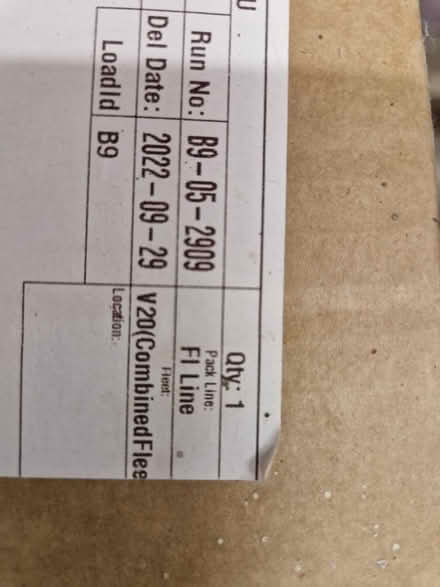 U
Qty: 1
Run No: B9-05-2909
Pack Line:
FI Line
Del Date: 2022-09-29
Fleet:
V20(CombinedFlee
LoadId B9
Location: